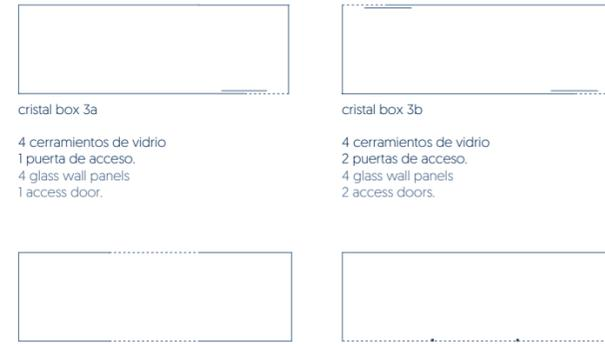 cristal box 3a
4 cerramientos de vidrio
1 puerta de acceso.
4 glass wall panels
1 access door.
cristal box 3b
4 cerramientos de vidrio
2 puertas de acceso.
4 glass wall panels
2 access doors.